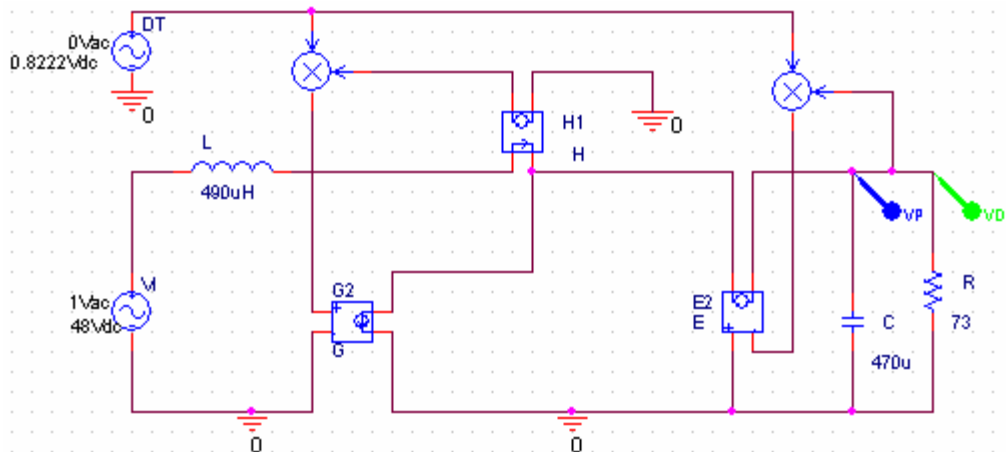 DT
0Vac
0.8222Vdc
0
H1
H
0
L
490uH
VP
VD
VI
1Vac
48Vdc
G2
G
E2
E
R
73
C
470u
0
0